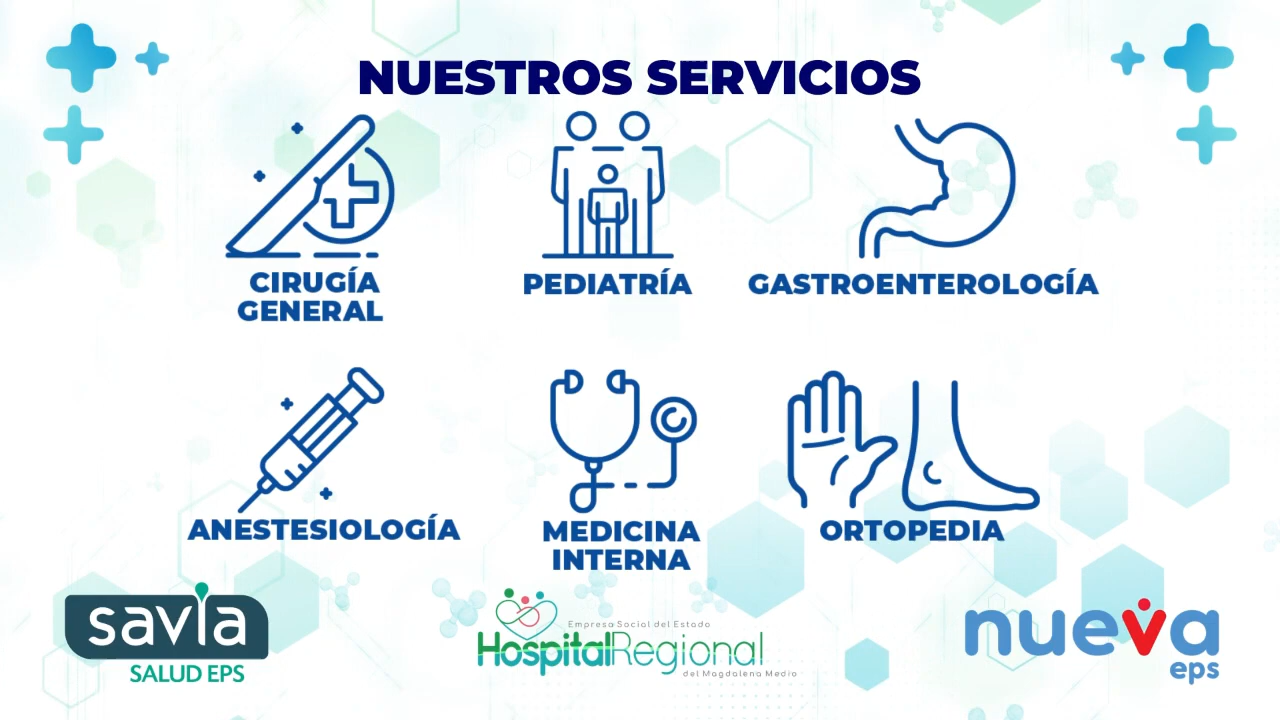 NUESTROS SERVICIOS
CIRUGÍA
GENERAL
PEDIATRÍA
GASTROENTEROLOGÍA
ANESTESIOLOGÍA
MEDICINA
INTERNA
ORTOPEDIA
savia
SALUD EPS
Empresa Social del Estado
HospitalRegional
del Magdalena Medio
nueva
eps